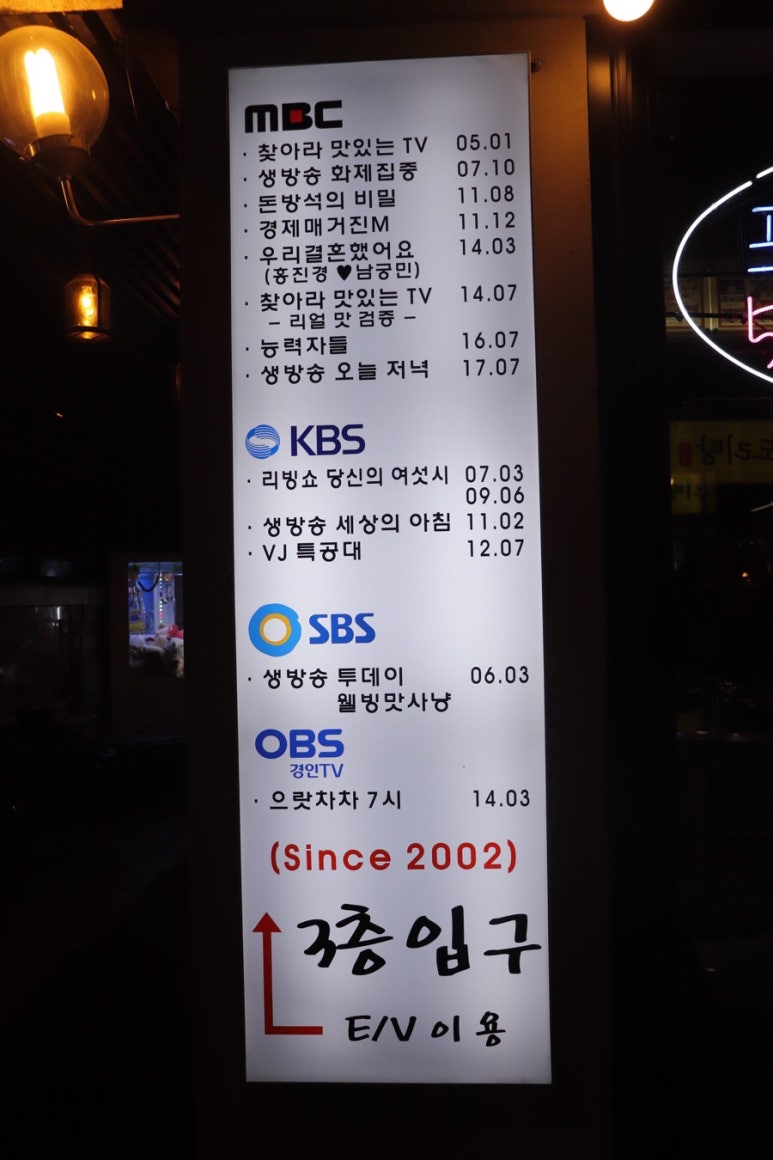 MBC
· 찾아라 맛있는 TV 05.01
· 생방송 화제집중 07.10
· 돈방석의 비밀 11.08
· 경제매거진M 11.12
· 우리결혼했어요 14.03
(홍진경 ♥남궁민)
· 찾아라 맛있는 TV 14.07
– 리얼 맛 검증 –
· 능력자들 16.07
· 생방송 오늘 저녁 17.07
KBS
· 리빙쇼 당신의 여섯시 07.03
09.06
· 생방송 세상의 아침 11.02
· VJ 특공대 12.07
SBS
· 생방송 투데이 06.03
웰빙맛사냥
OBS
경인TV
· 으랏차차 7시 14.03
(Since 2002)
3층입구
E/V 이용